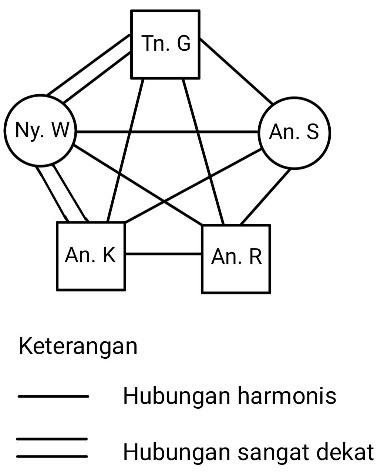 Tn. G
Ny. W
An. S
An. K
An. R
Keterangan
Hubungan harmonis
Hubungan sangat dekat